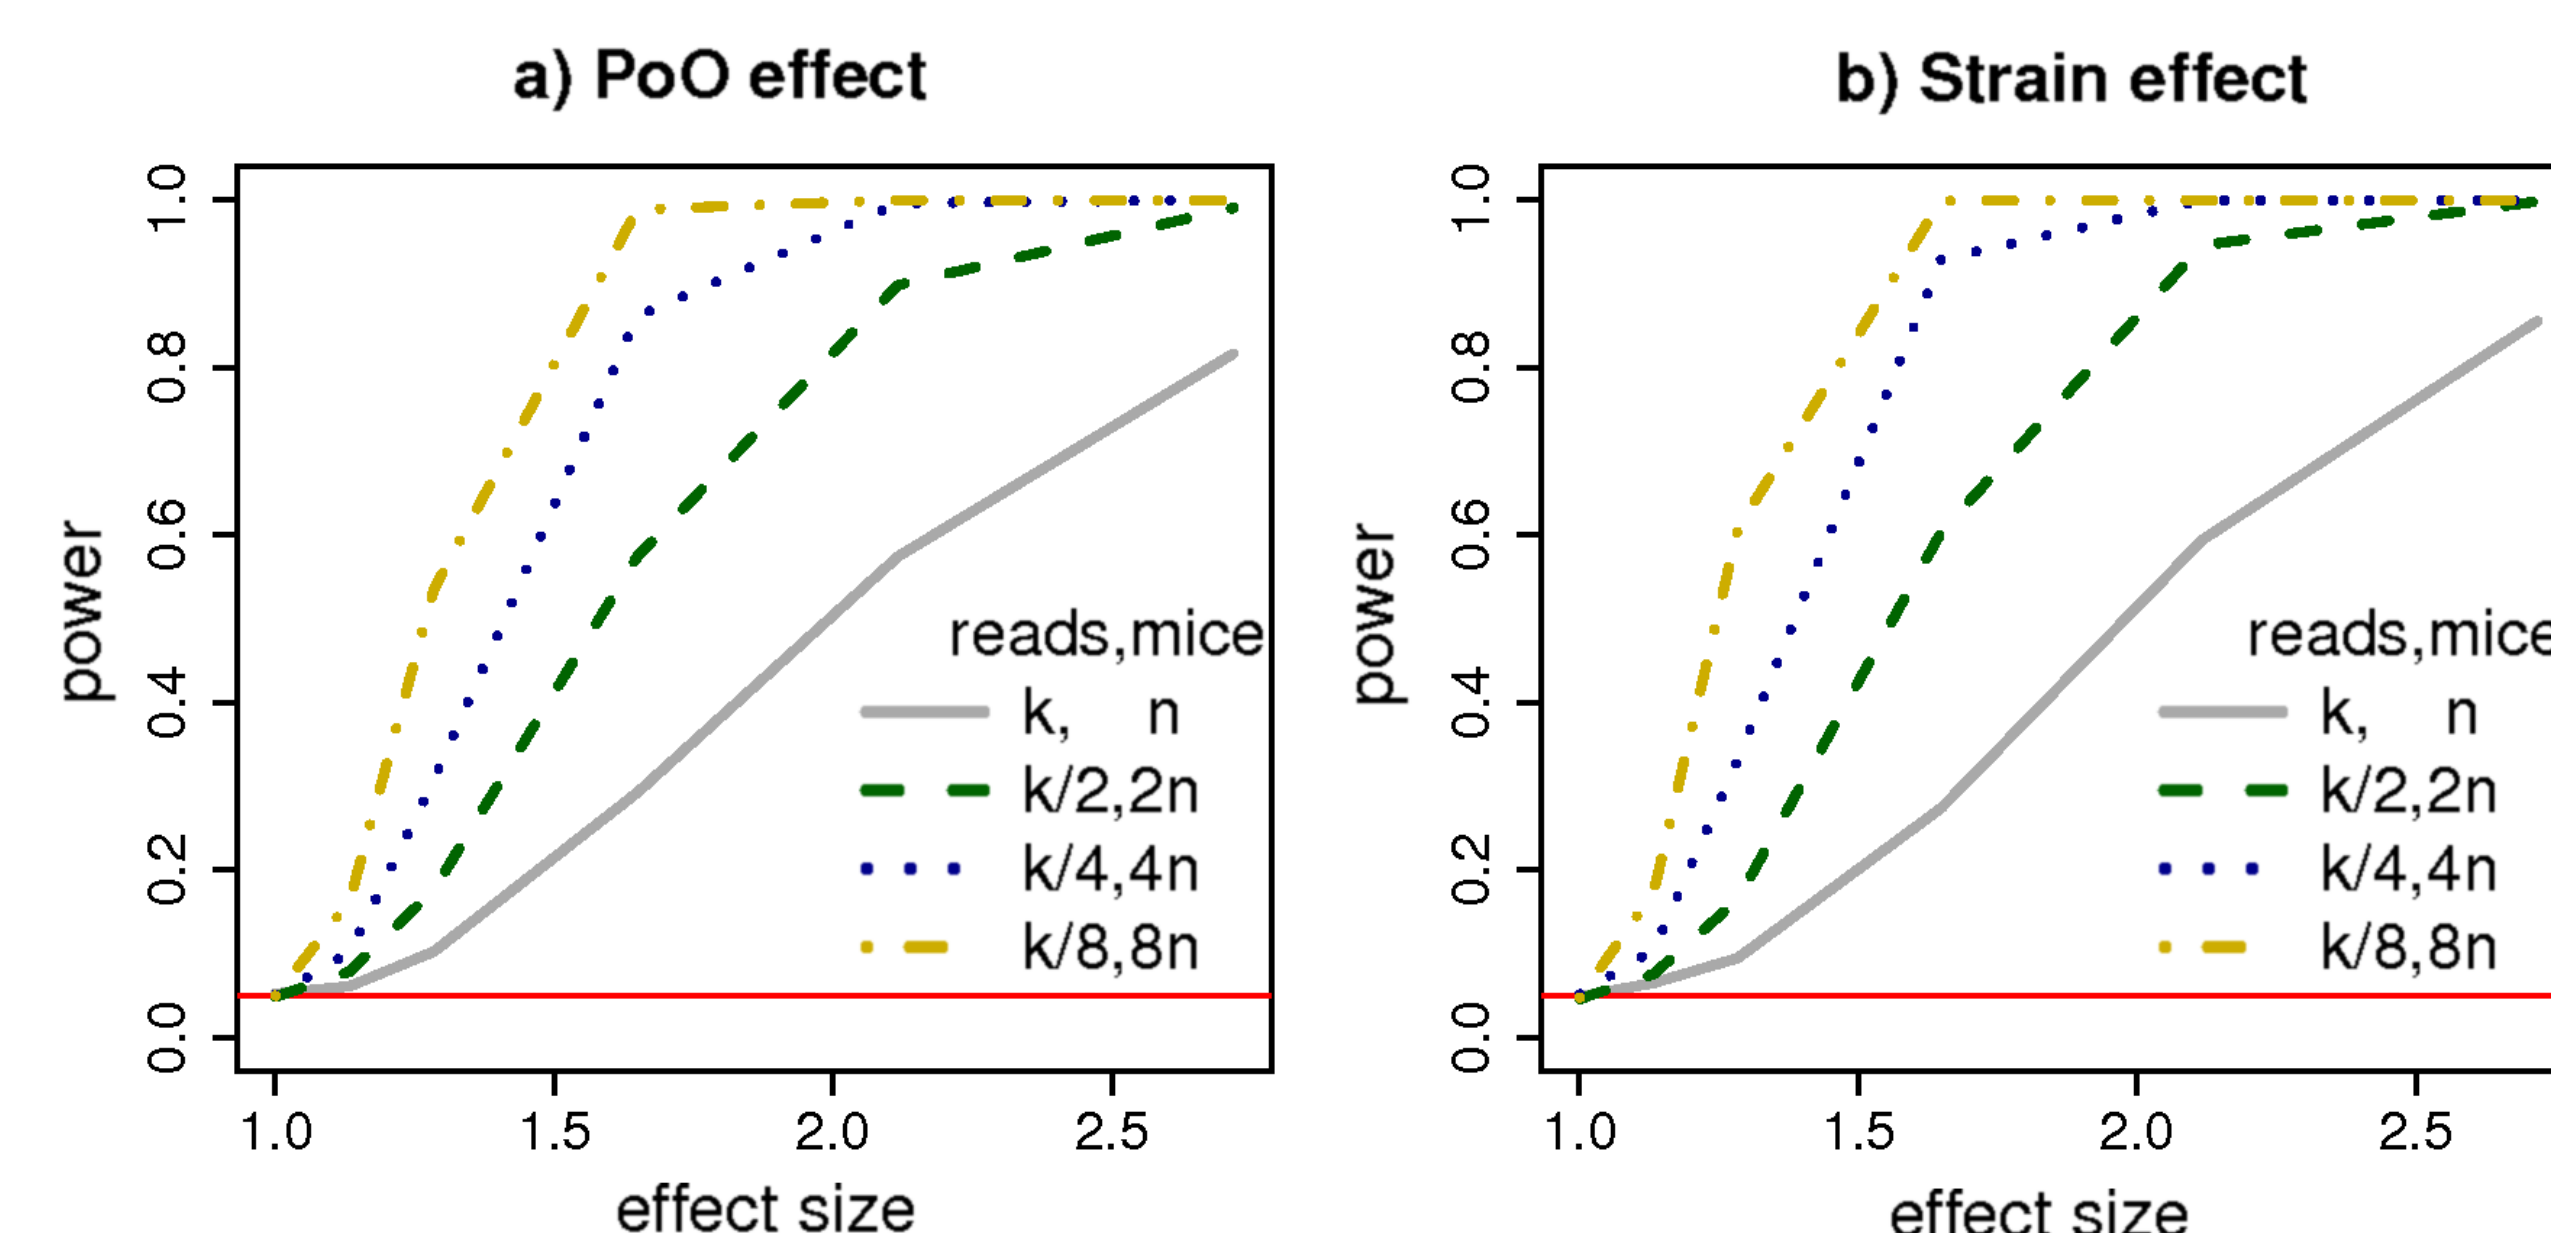 a) PoO effect
power
1.0
0.8
0.6
0.4
0.2
0.0
reads,mice
k, n
k/2,2n
k/4,4n
k/8,8n
1.0 1.5 2.0 2.5
effect size
b) Strain effect
power
1.0
0.8
0.6
0.4
0.2
0.0
reads,mice
k, n
k/2,2n
k/4,4n
k/8,8n
1.0 1.5 2.0 2.5
effect size